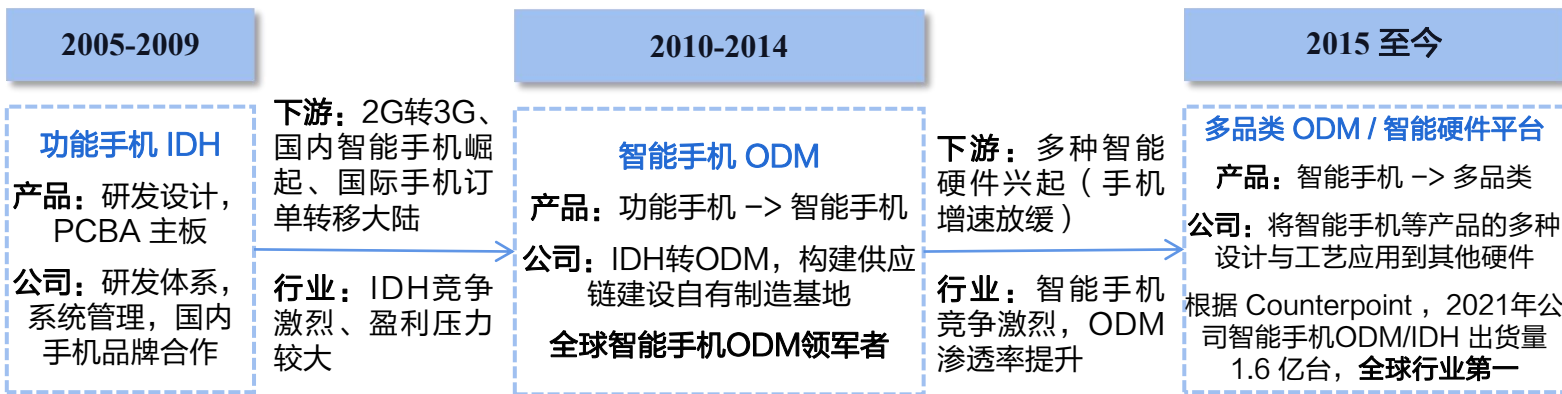 2005-2009
功能手机 IDH
产品：研发设计，
PCBA 主板
公司：研发体系，
系统管理，国内
手机品牌合作
下游：2G转3G、
国内智能手机崛
起、国际手机订
单转移大陆
行业：IDH竞争
激烈、盈利压力
较大
2010-2014
智能手机 ODM
产品：功能手机 –> 智能手机
公司：IDH转ODM，构建供应
链建设自有制造基地
全球智能手机ODM领军者
下游：多种智能
硬件兴起（手机
增速放缓）
行业：智能手机
竞争激烈，ODM
渗透率提升
2015 至今
多品类 ODM / 智能硬件平台
产品：智能手机 –> 多品类
公司：将智能手机等产品的多种
设计与工艺应用到其他硬件
根据 Counterpoint ，2021年公
司智能手机ODM/IDH 出货量
1.6 亿台，全球行业第一